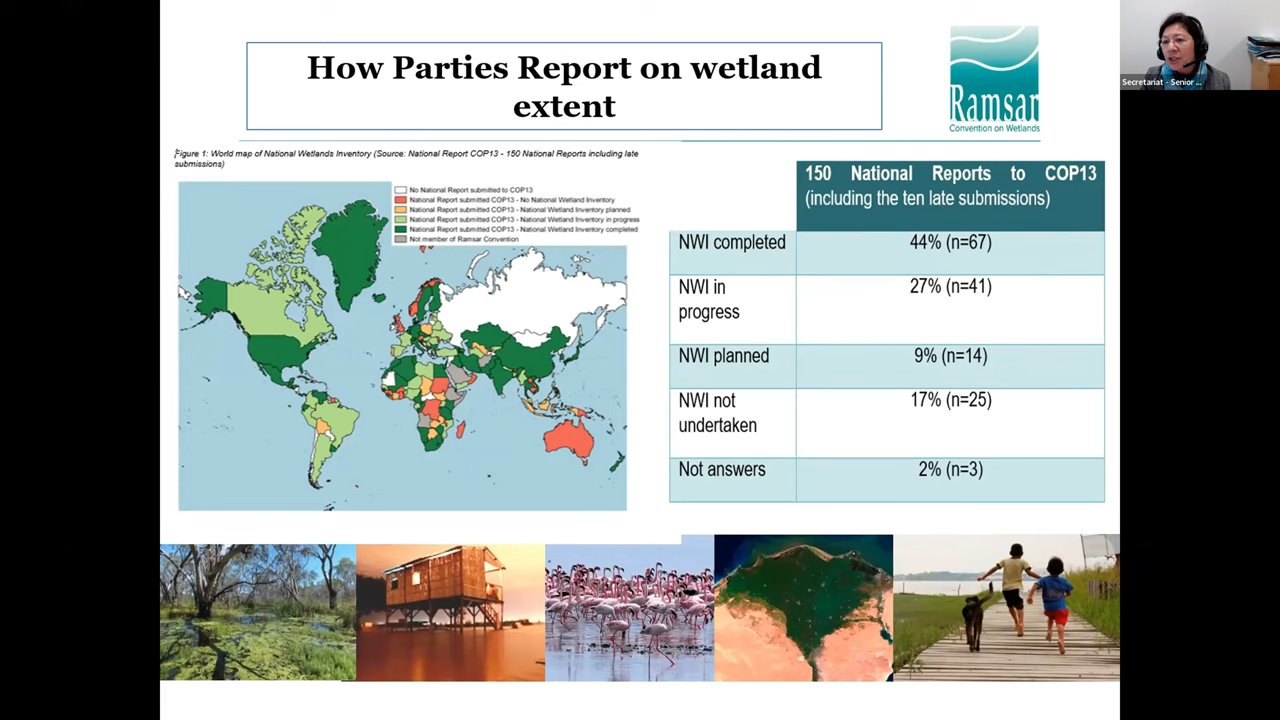 How Parties Report on wetland
extent
Ramsar
Convention on Wetlands
Secretariat - Senior ...
Figure 1: World map of National Wetlands Inventory (Source: National Report COP13 - 150 National Reports including late
submissions)
No National Report submitted to COP13
National Report submitted COP13 - No National Wetland Inventory
National Report submitted COP13 - National Wetland Inventory planned
National Report submitted COP13 - National Wetland Inventory in progress
National Report submitted COP13 - National Wetland Inventory completed
Not member of Ramsar Convention
150 National Reports to COP13
(including the ten late submissions)
NWI completed 44% (n=67)
NWI in 27% (n=41)
progress
NWI planned 9% (n=14)
NWI not 17% (n=25)
undertaken
Not answers 2% (n=3)